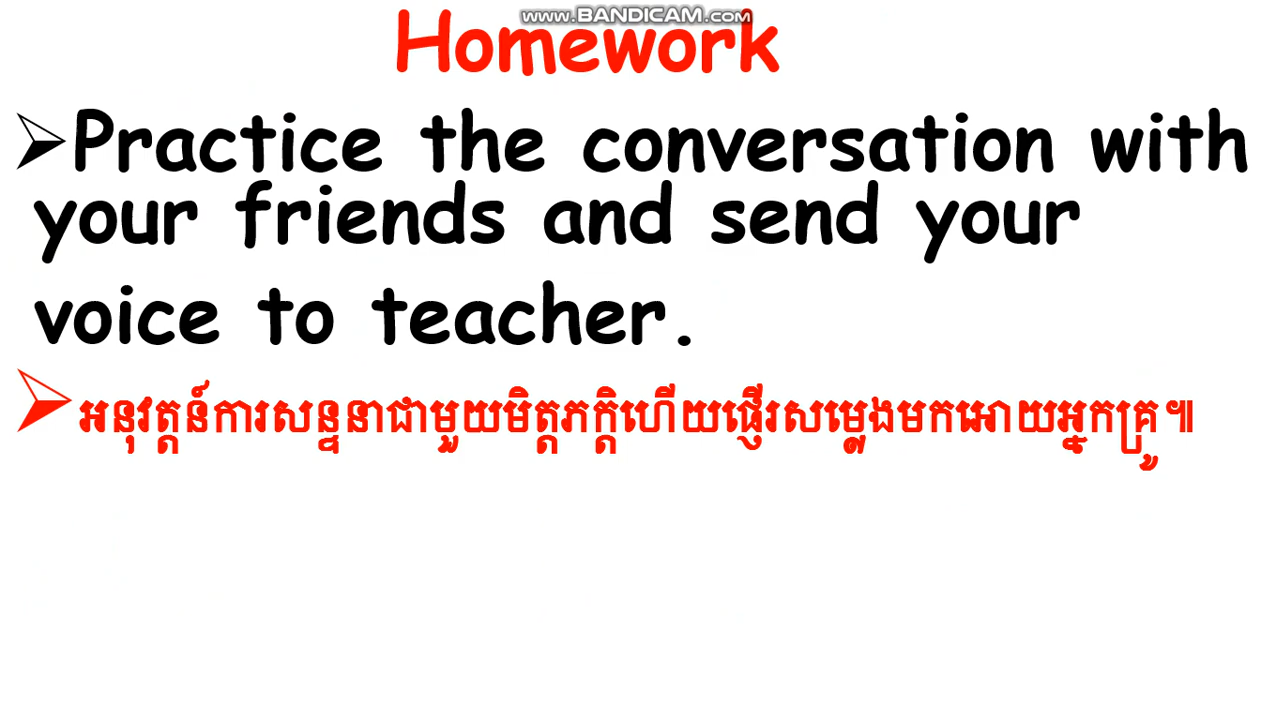 www.BANDICAM.com
Homework
➢Practice the conversation with
your friends and send your
voice to teacher.
➢អនុវត្តន៍ការសន្ទនាជាមួយមិត្តភក្តិហើយផ្ញើរសម្លេងមកអោយអ្នកគ្រូ៕